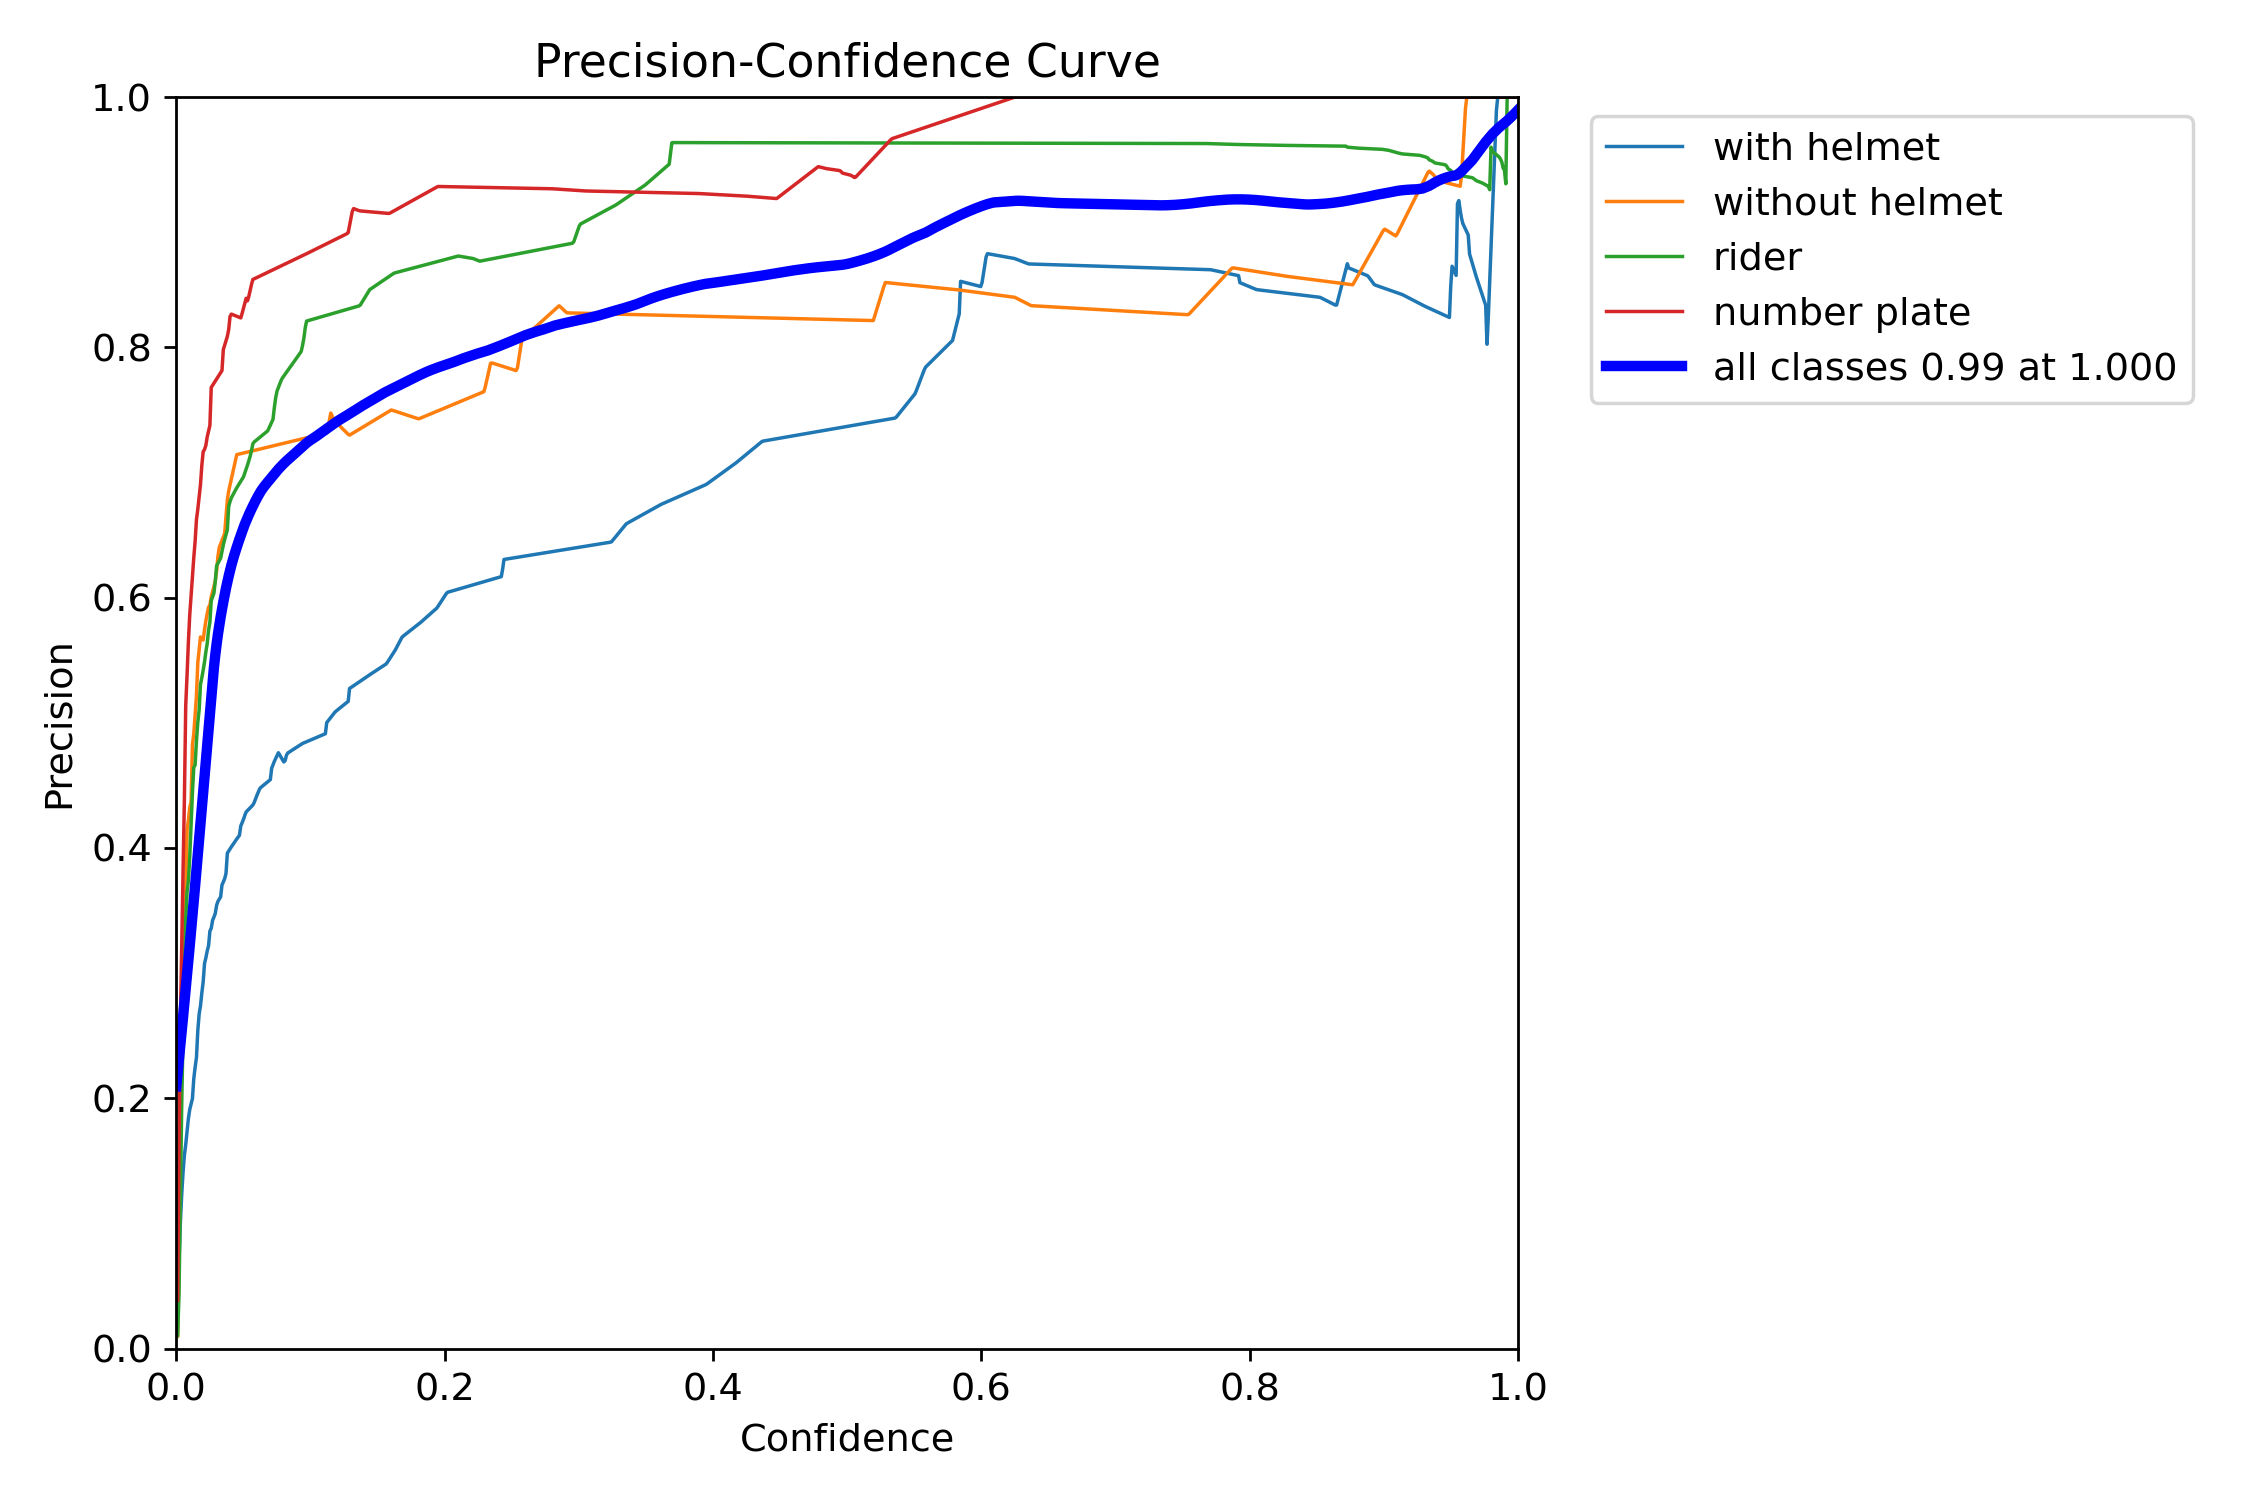 Precision-Confidence Curve
1.0
0.8
0.6
0.4
0.2
0.0
Precision
0.0 0.2 0.4 0.6 0.8 1.0
Confidence
with helmet
without helmet
rider
number plate
all classes 0.99 at 1.000